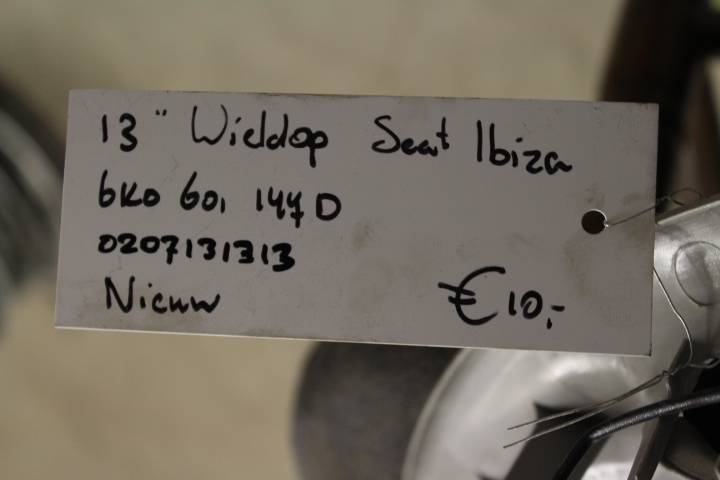 13" Wieldop Seat Ibiza
6K0 601 147 D
0207131313
Nieuw
€10,-